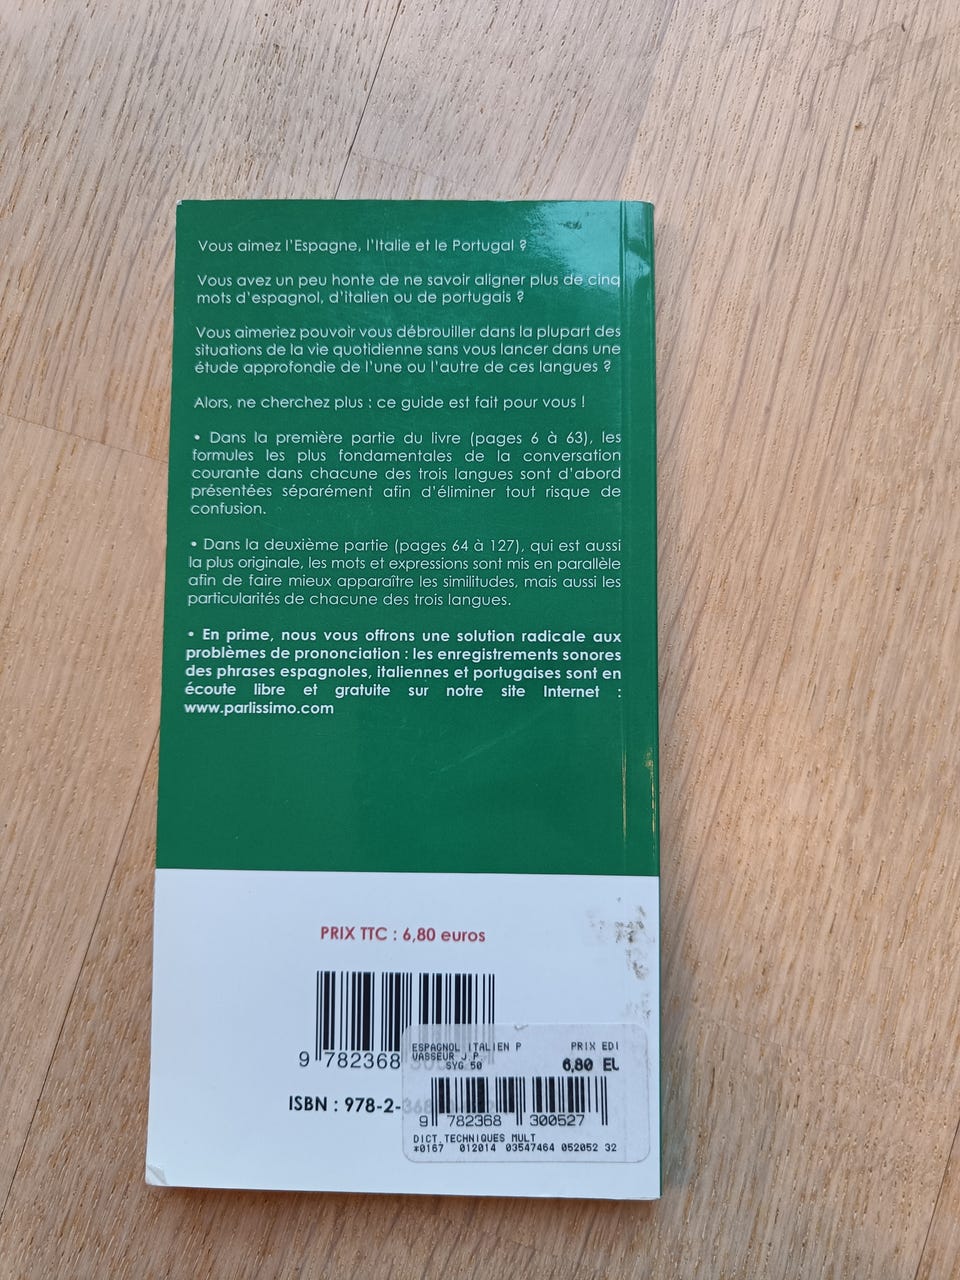 Vous aimez l'Espagne, l'Italie et le Portugal ?
Vous avez un peu honte de ne savoir aligner plus de cinq
mots d'espagnol, d'italien ou de portugais ?
Vous aimeriez pouvoir vous débrouiller dans la plupart des
situations de la vie quotidienne sans vous lancer dans une
étude approfondie de l'une ou l'autre de ces langues ?
Alors, ne cherchez plus : ce guide est fait pour vous !
• Dans la première partie du livre (pages 6 à 63), les
formules les plus fondamentales de la conversation
courante dans chacune des trois langues sont d'abord
présentées séparément afin d'éliminer tout risque de
confusion.
• Dans la deuxième partie (pages 64 à 127), qui est aussi
la plus originale, les mots et expressions sont mis en parallèle
afin de faire mieux apparaître les similitudes, mais aussi les
particularités de chacune des trois langues.
• En prime, nous vous offrons une solution radicale aux
problèmes de prononciation : les enregistrements sonores
des phrases espagnoles, italiennes et portugaises sont en
écoute libre et gratuite sur notre site Internet :
www.parlissimo.com
PRIX TTC : 6,80 euros
9 782368
ISBN : 978-2-368
ESPAGNOL ITALIEN P PRIX EDI
VASSEUR J.P.
SYG 50 6,80 EU
9 782368 300527
DICT.TECHNIQUES MULT
*0167 012014 03547464 052052 32